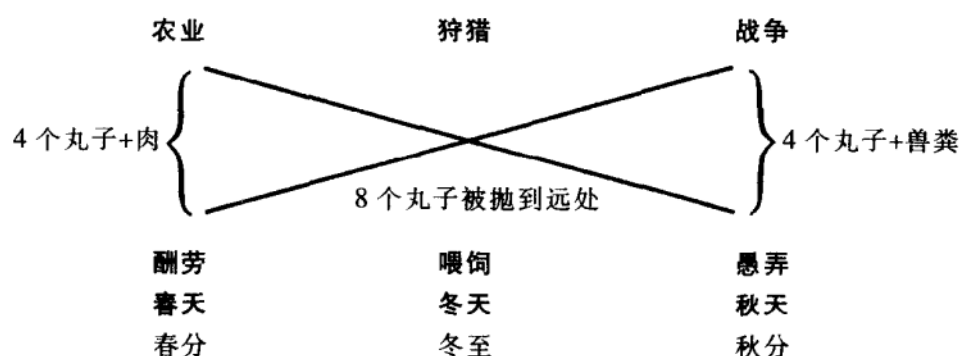 农业 狩猎 战争
4 个丸子+肉 4 个丸子+兽粪
8 个丸子被抛到远处
酬劳 喂饲 愚弄
春天 冬天 秋天
春分 冬至 秋分